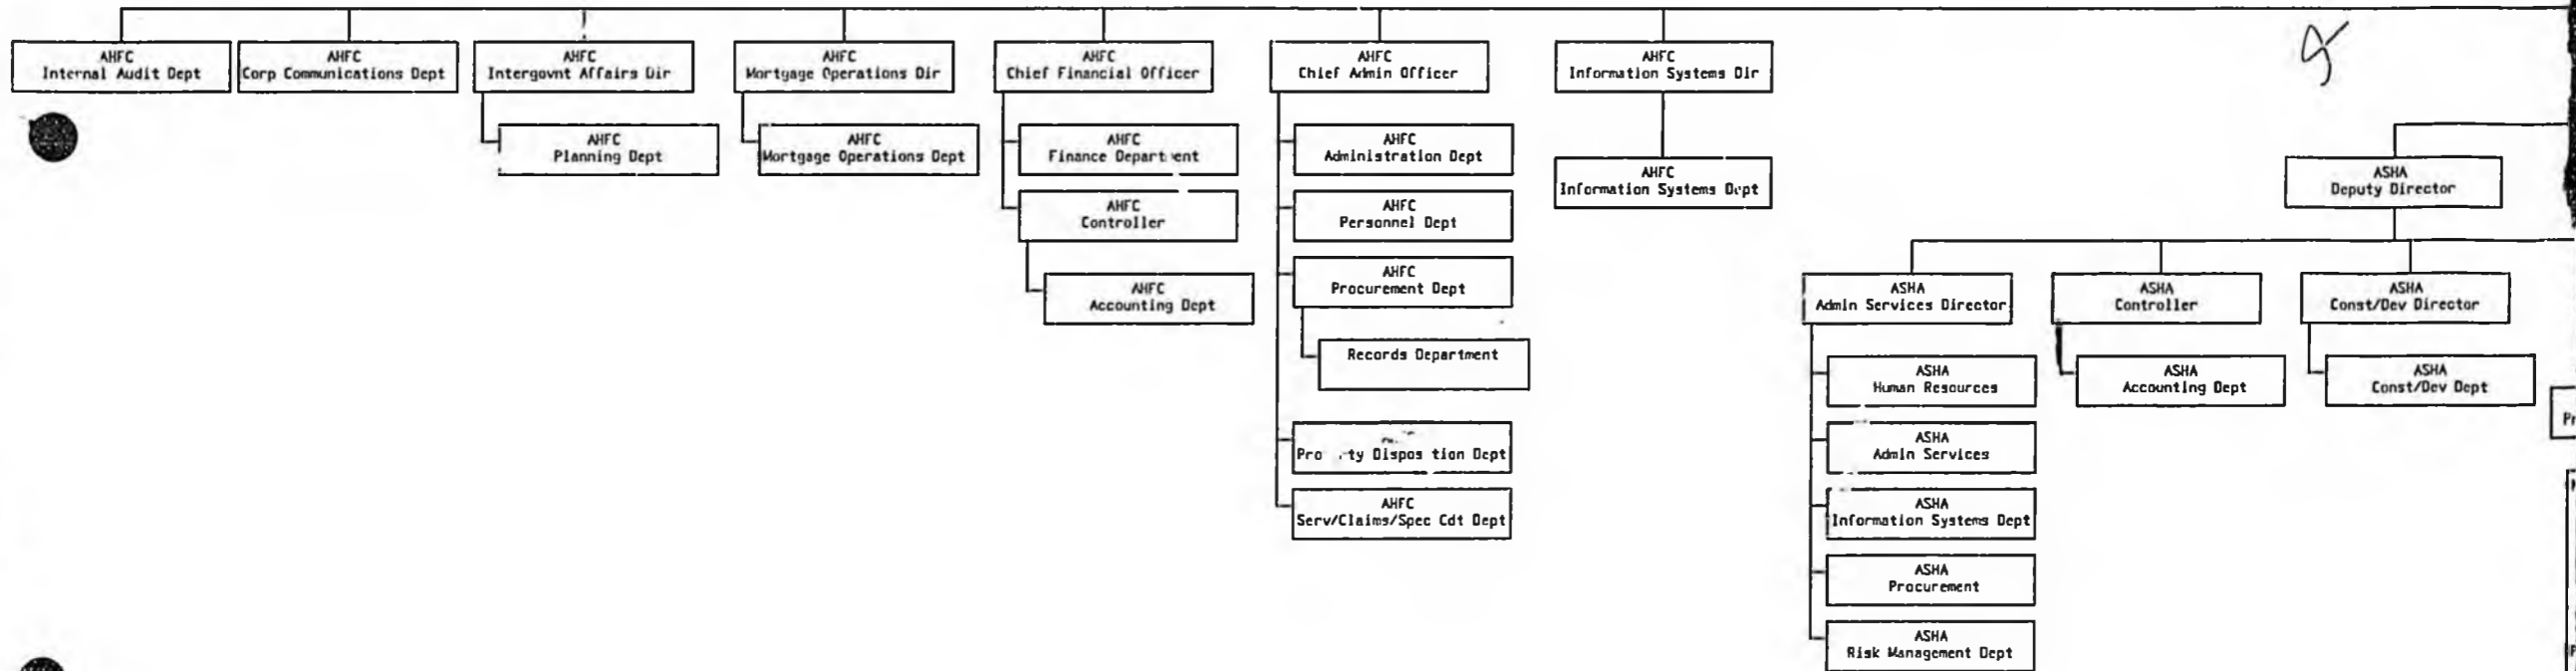 AHFC
Internal Audit Dept
AHFC
Corp Communications Dept
AHFC
Intergovnt Affairs Dir
AHFC
Mortgage Operations Dir
AHFC
Chief Financial Officer
AHFC
Chief Admin Officer
AHFC
Information Systems Dir
AHFC
Planning Dept
AHFC
Mortgage Operations Dept
AHFC
Finance Department
AHFC
Controller
AHFC
Accounting Dept
AHFC
Administration Dept
AHFC
Personnel Dept
AHFC
Procurement Dept
Records Department
Dept
AHFC
Serv/Claims/Spec Cdt Dept
AHFC
Information Systems Dept
ASHA
Deputy Director
ASHA
Admin Services Director
ASHA
Controller
ASHA
Const/Dev Director
ASHA
Human Resources
ASHA
Admin Services
ASHA
Information Systems Dept
ASHA
Procurement
ASHA
Risk Management Dept
ASHA
Accounting Dept
ASHA
Const/Dev Dept
Pr